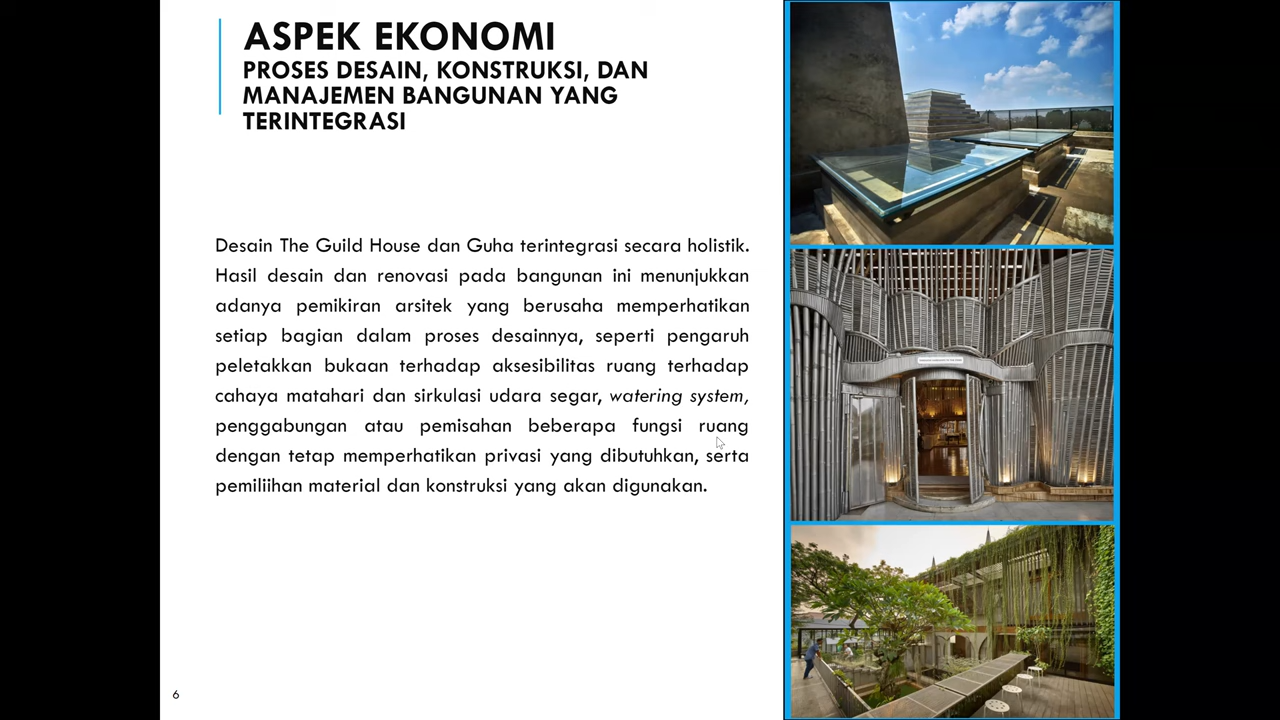 ASPEK EKONOMI
PROSES DESAIN, KONSTRUKSI, DAN
MANAJEMEN BANGUNAN YANG
TERINTEGRASI
Desain The Guild House dan Guha terintegrasi secara holistik.
Hasil desain dan renovasi pada bangunan ini menunjukkan
adanya pemikiran arsitek yang berusaha memperhatikan
setiap bagian dalam proses desainnya, seperti pengaruh
peletakkan bukaan terhadap aksesibilitas ruang terhadap
cahaya matahari dan sirkulasi udara segar, watering system,
penggabungan atau pemisahan beberapa fungsi ruang
dengan tetap memperhatikan privasi yang dibutuhkan, serta
pemiliihan material dan konstruksi yang akan digunakan.
6